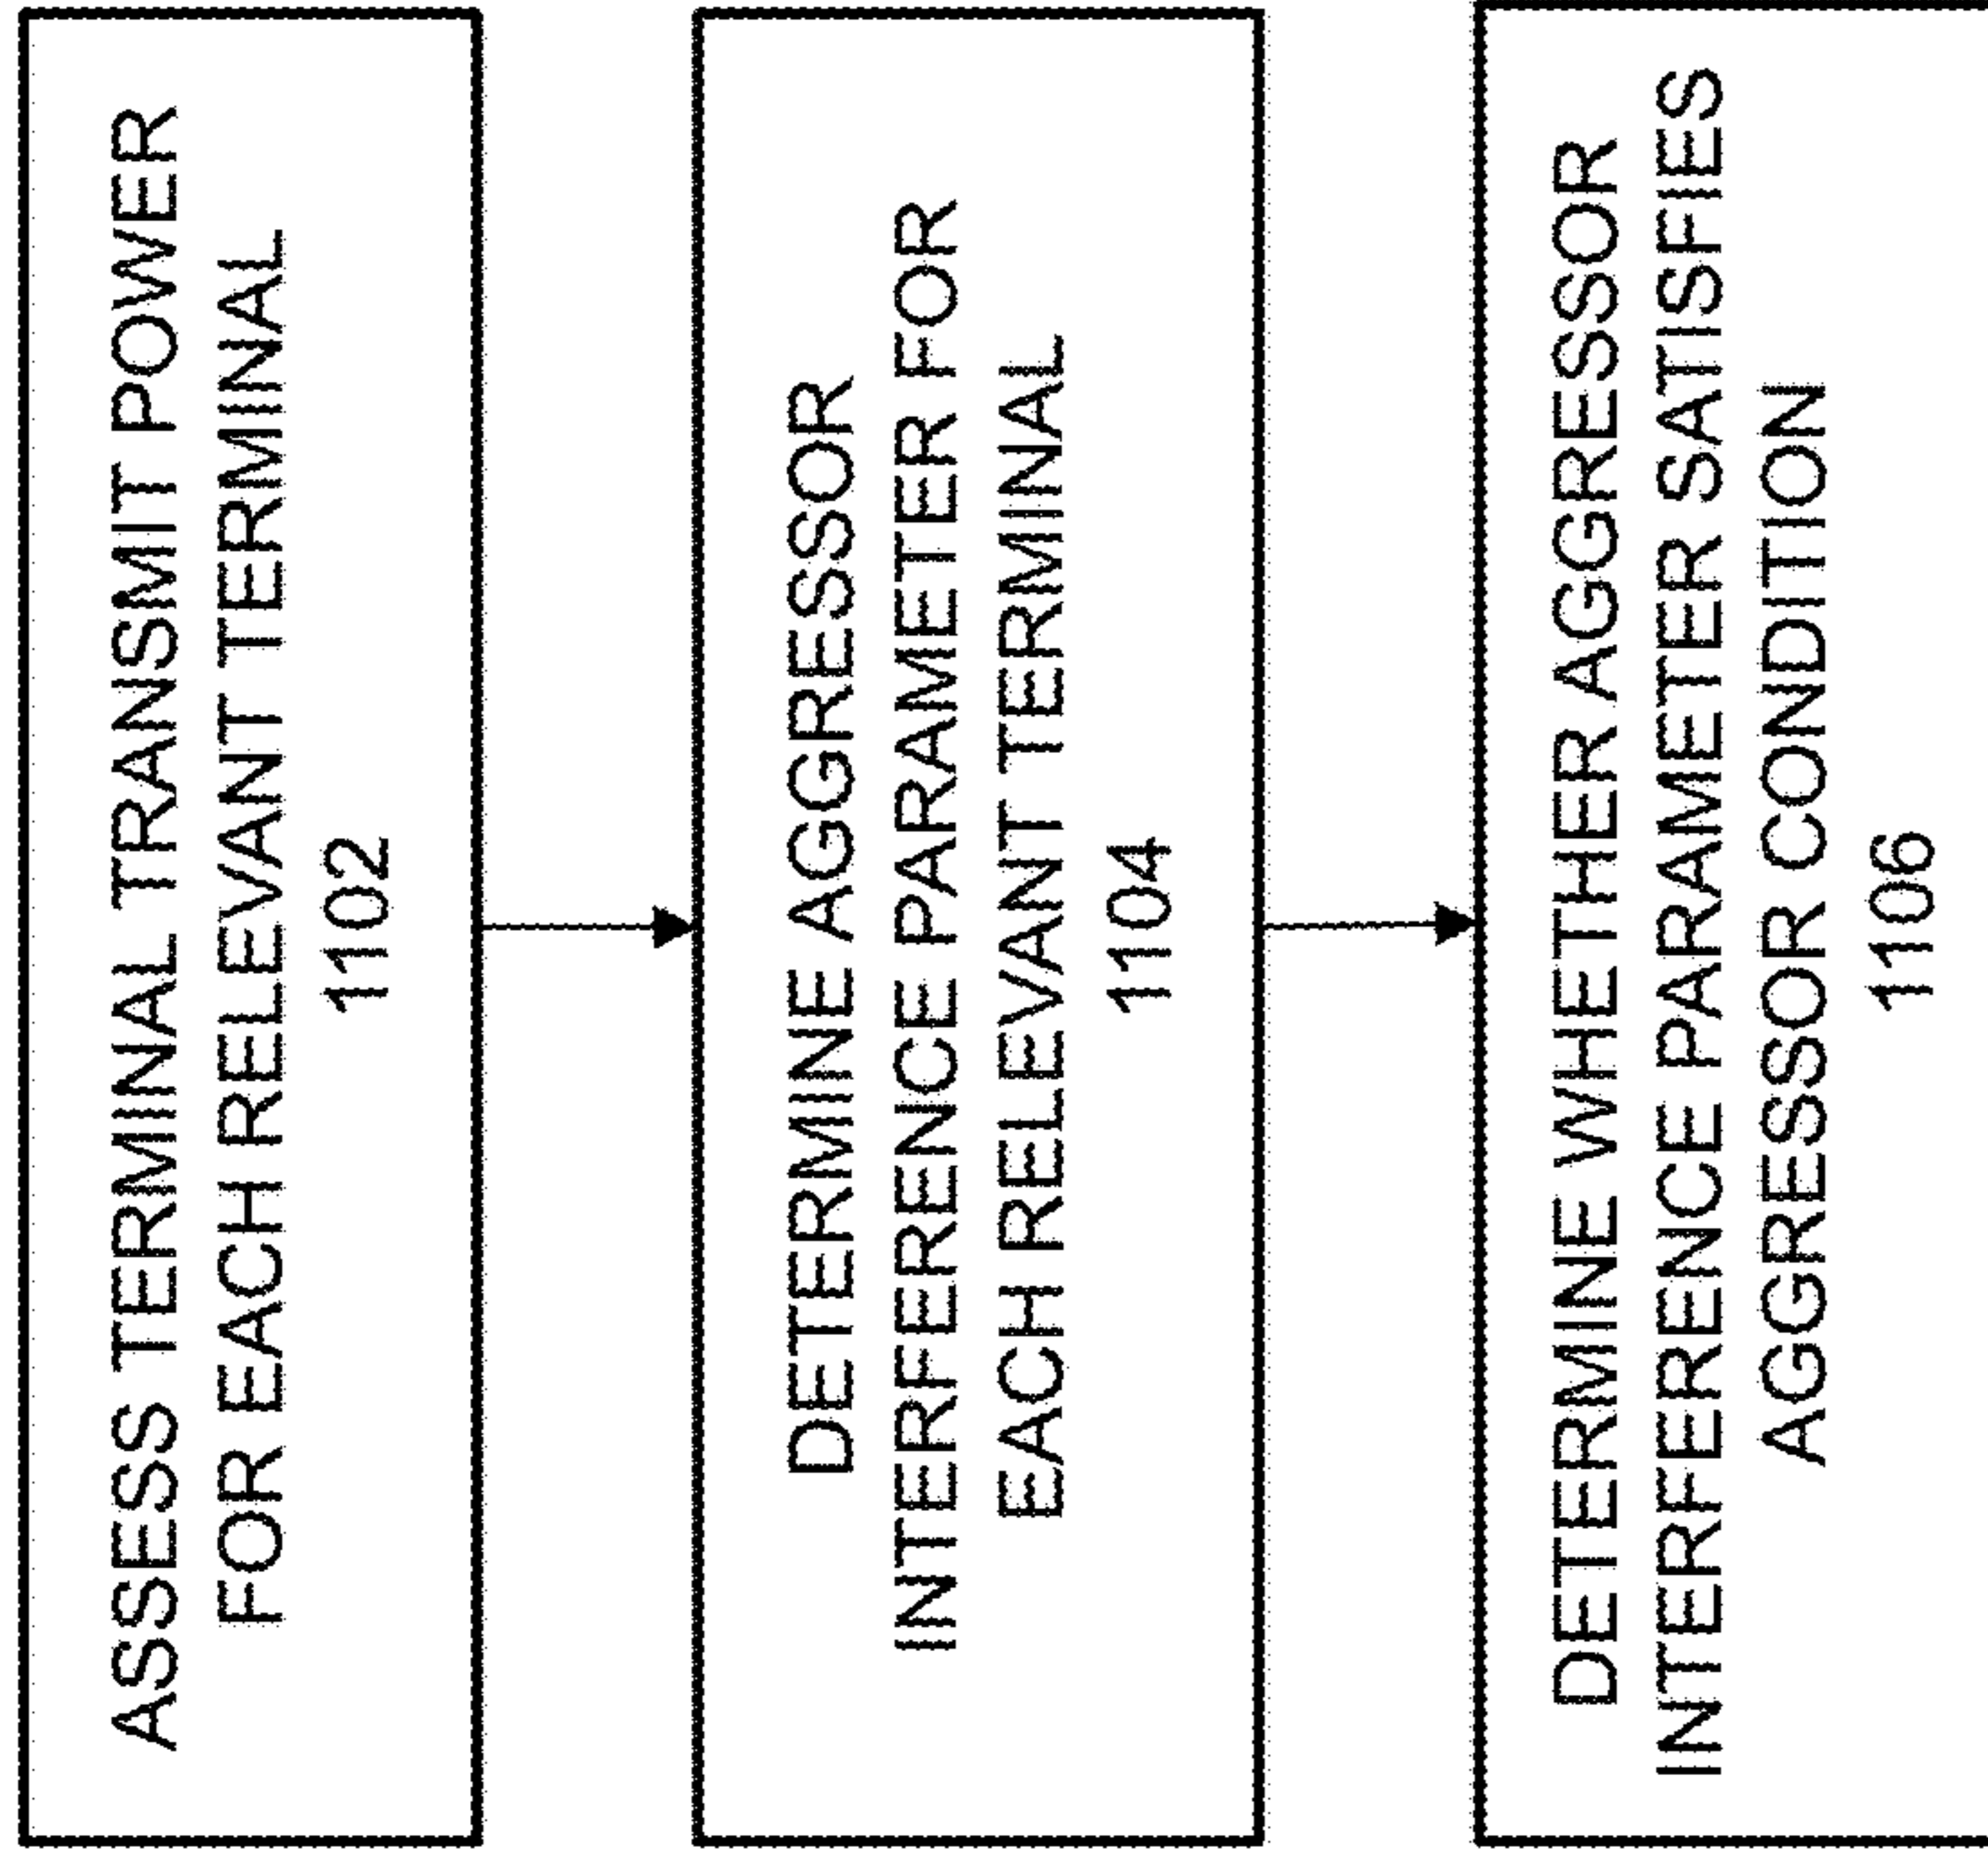 ASSESS TERMINAL TRANSMIT POWER
FOR EACH RELEVANT TERMINAL
1102
DETERMINE AGGRESSOR
INTERFERENCE PARAMETER FOR
EACH RELEVANT TERMINAL
1104
DETERMINE WHETHER AGGRESSOR
INTERFERENCE PARAMETER SATISFIES
AGGRESSOR CONDITION
1106